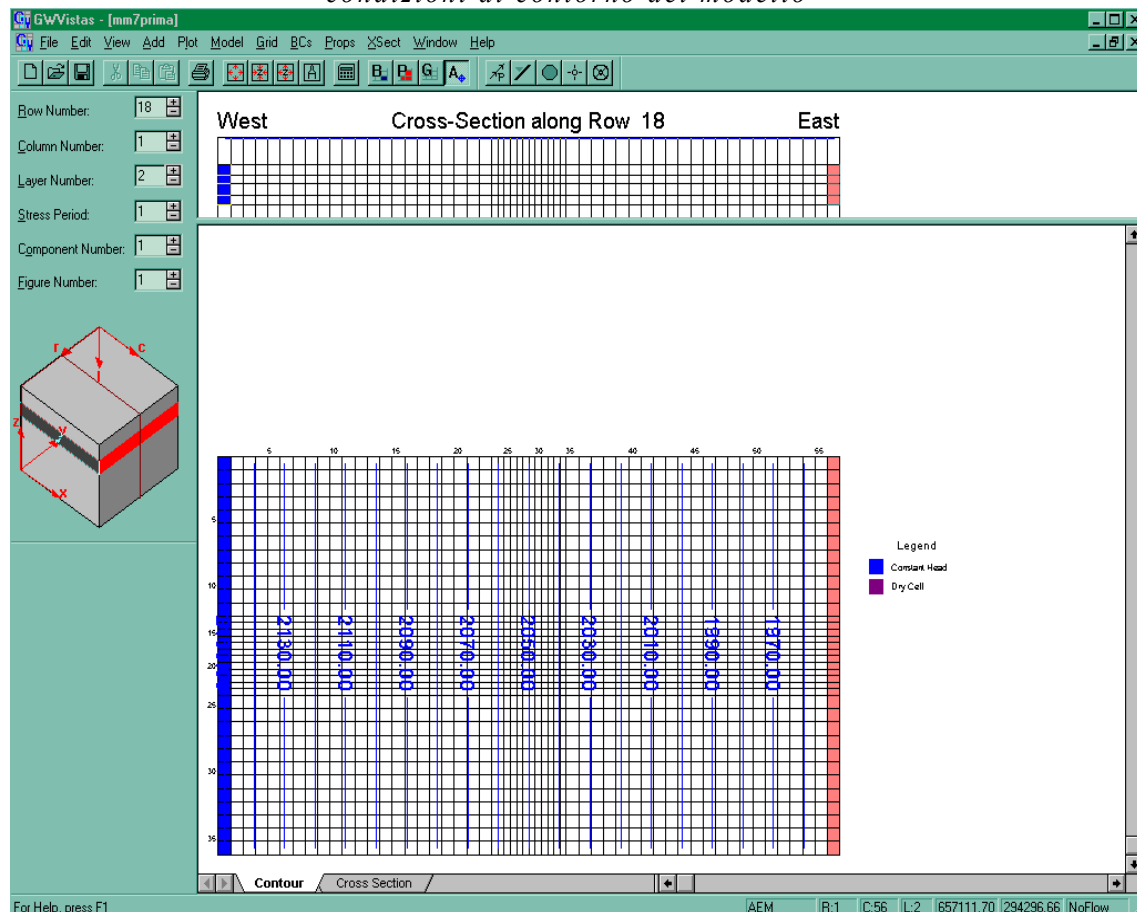 condizioni al contorno del modello
GWVistas - [mm7prima]
File Edit View Add Plot Model Grid BCs Props XSect Window Help
Row Number: 18
Column Number: 1
Layer Number: 2
Stress Period: 1
Component Number: 1
Figure Number: 1
West Cross-Section along Row 18 East
r c
z y
x
5 10 15 20 25 30 35 40 45 50 55
5
10
15
20
25
30
35
2130.00 2110.00 2090.00 2070.00 2050.00 2030.00 2010.00 1990.00 1970.00
Legend
Constant Head
Dry Cell
Contour Cross Section
For Help, press F1 AEM R:1 C:56 L:2 657111.70 294296.66 NoFlow